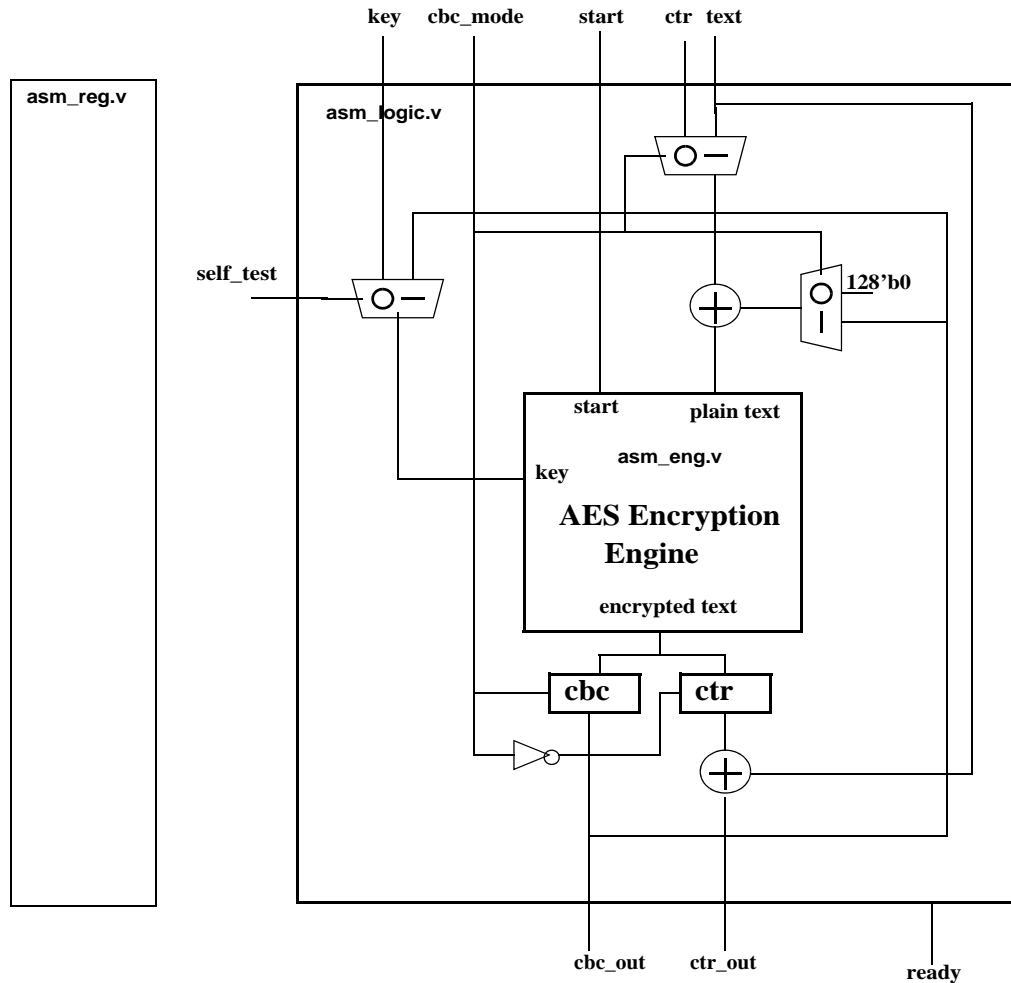 key cbc_mode start ctr text
asm_reg.v
asm_logic.v
self_test
128'b0
start
plain text
asm_eng.v
key
AES Encryption
Engine
encrypted text
cbc
ctr
cbc_out
ctr_out
ready